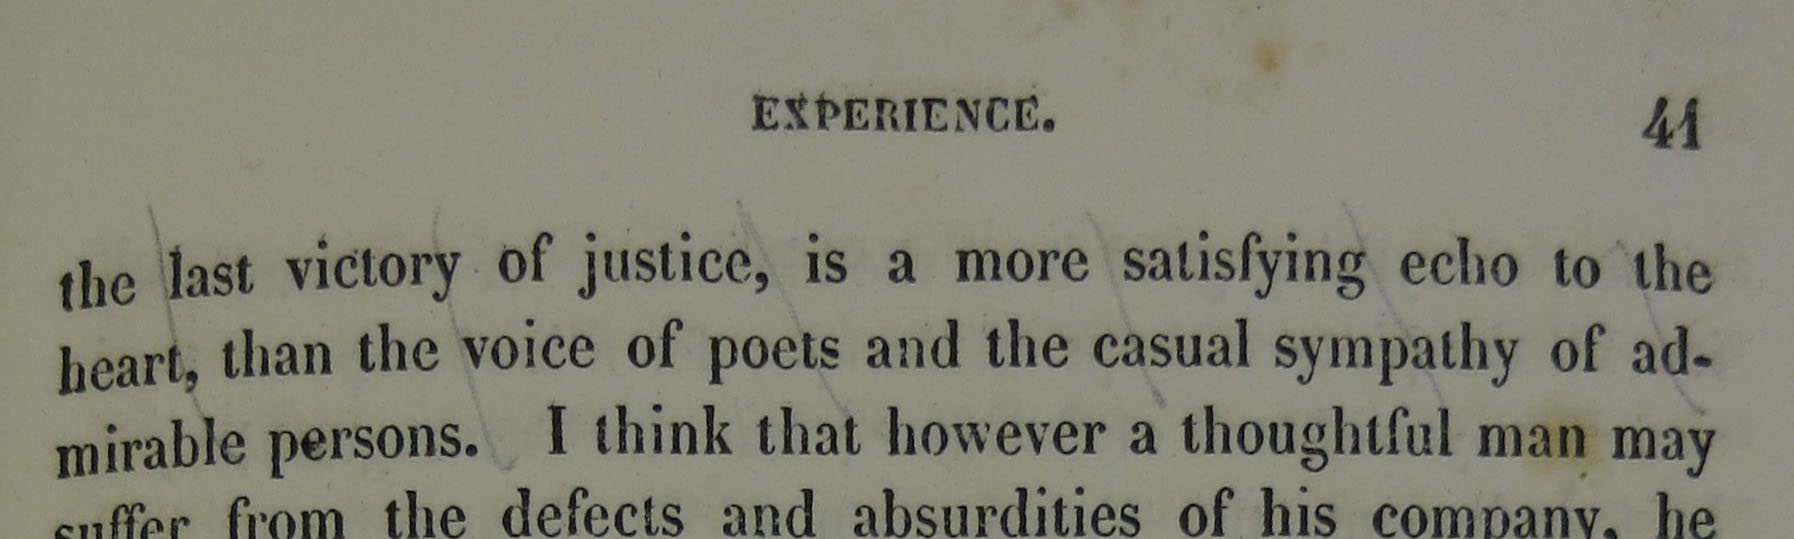 EXPERIENCE. 41
the last victory of justice, is a more satisfying echo to the
heart, than the voice of poets and the casual sympathy of ad-
mirable persons. I think that however a thoughtful man may
suffer from the defects and absurdities of his company, he